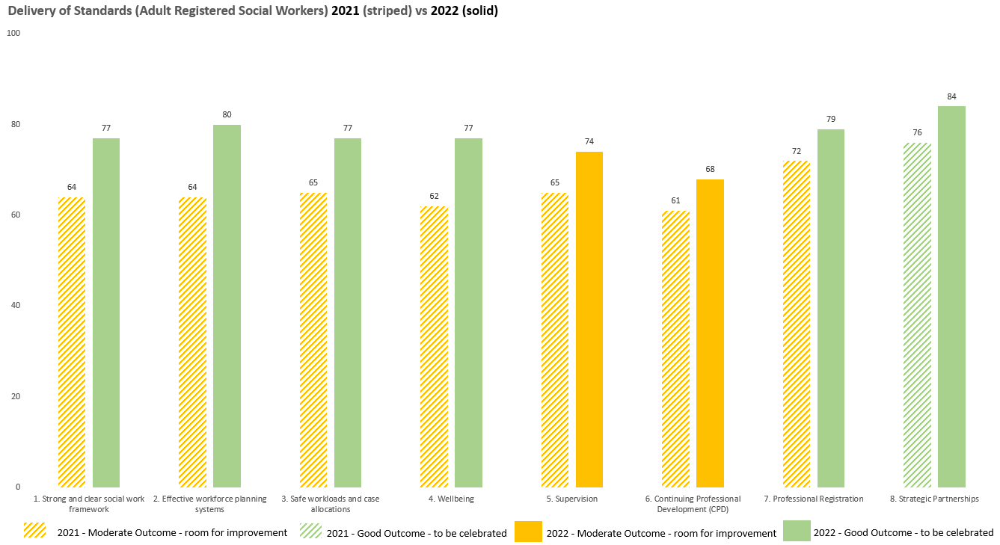 Delivery of Standards (Adult Registered Social Workers) 2021 (striped) vs 2022 (solid)
100
80
60
40
20
0
64
77
64
80
65
77
62
77
65
74
61
68
72
79
76
84
1. Strong and clear social work
framework
2. Effective workforce planning
systems
3. Safe workloads and case
allocations
4. Wellbeing
5. Supervision
6. Continuing Professional
Development (CPD)
7. Professional Registration
8. Strategic Partnerships
2021 - Moderate Outcome - room for improvement
2021 - Good Outcome - to be celebrated
2022 - Moderate Outcome - room for improvement
2022 - Good Outcome - to be celebrated